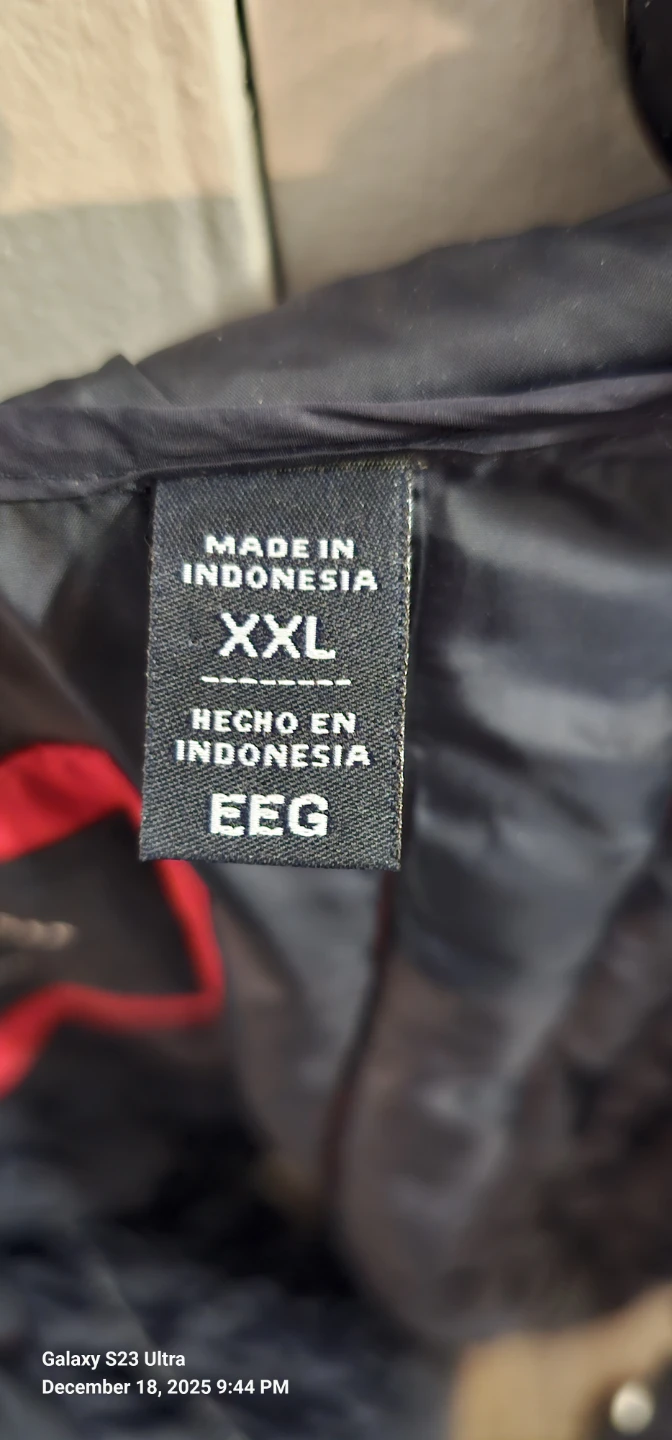 MADE IN
INDONESIA
XXL
--------
HECHO EN
INDONESIA
EEG
Galaxy S23 Ultra
December 18, 2025 9:44 PM